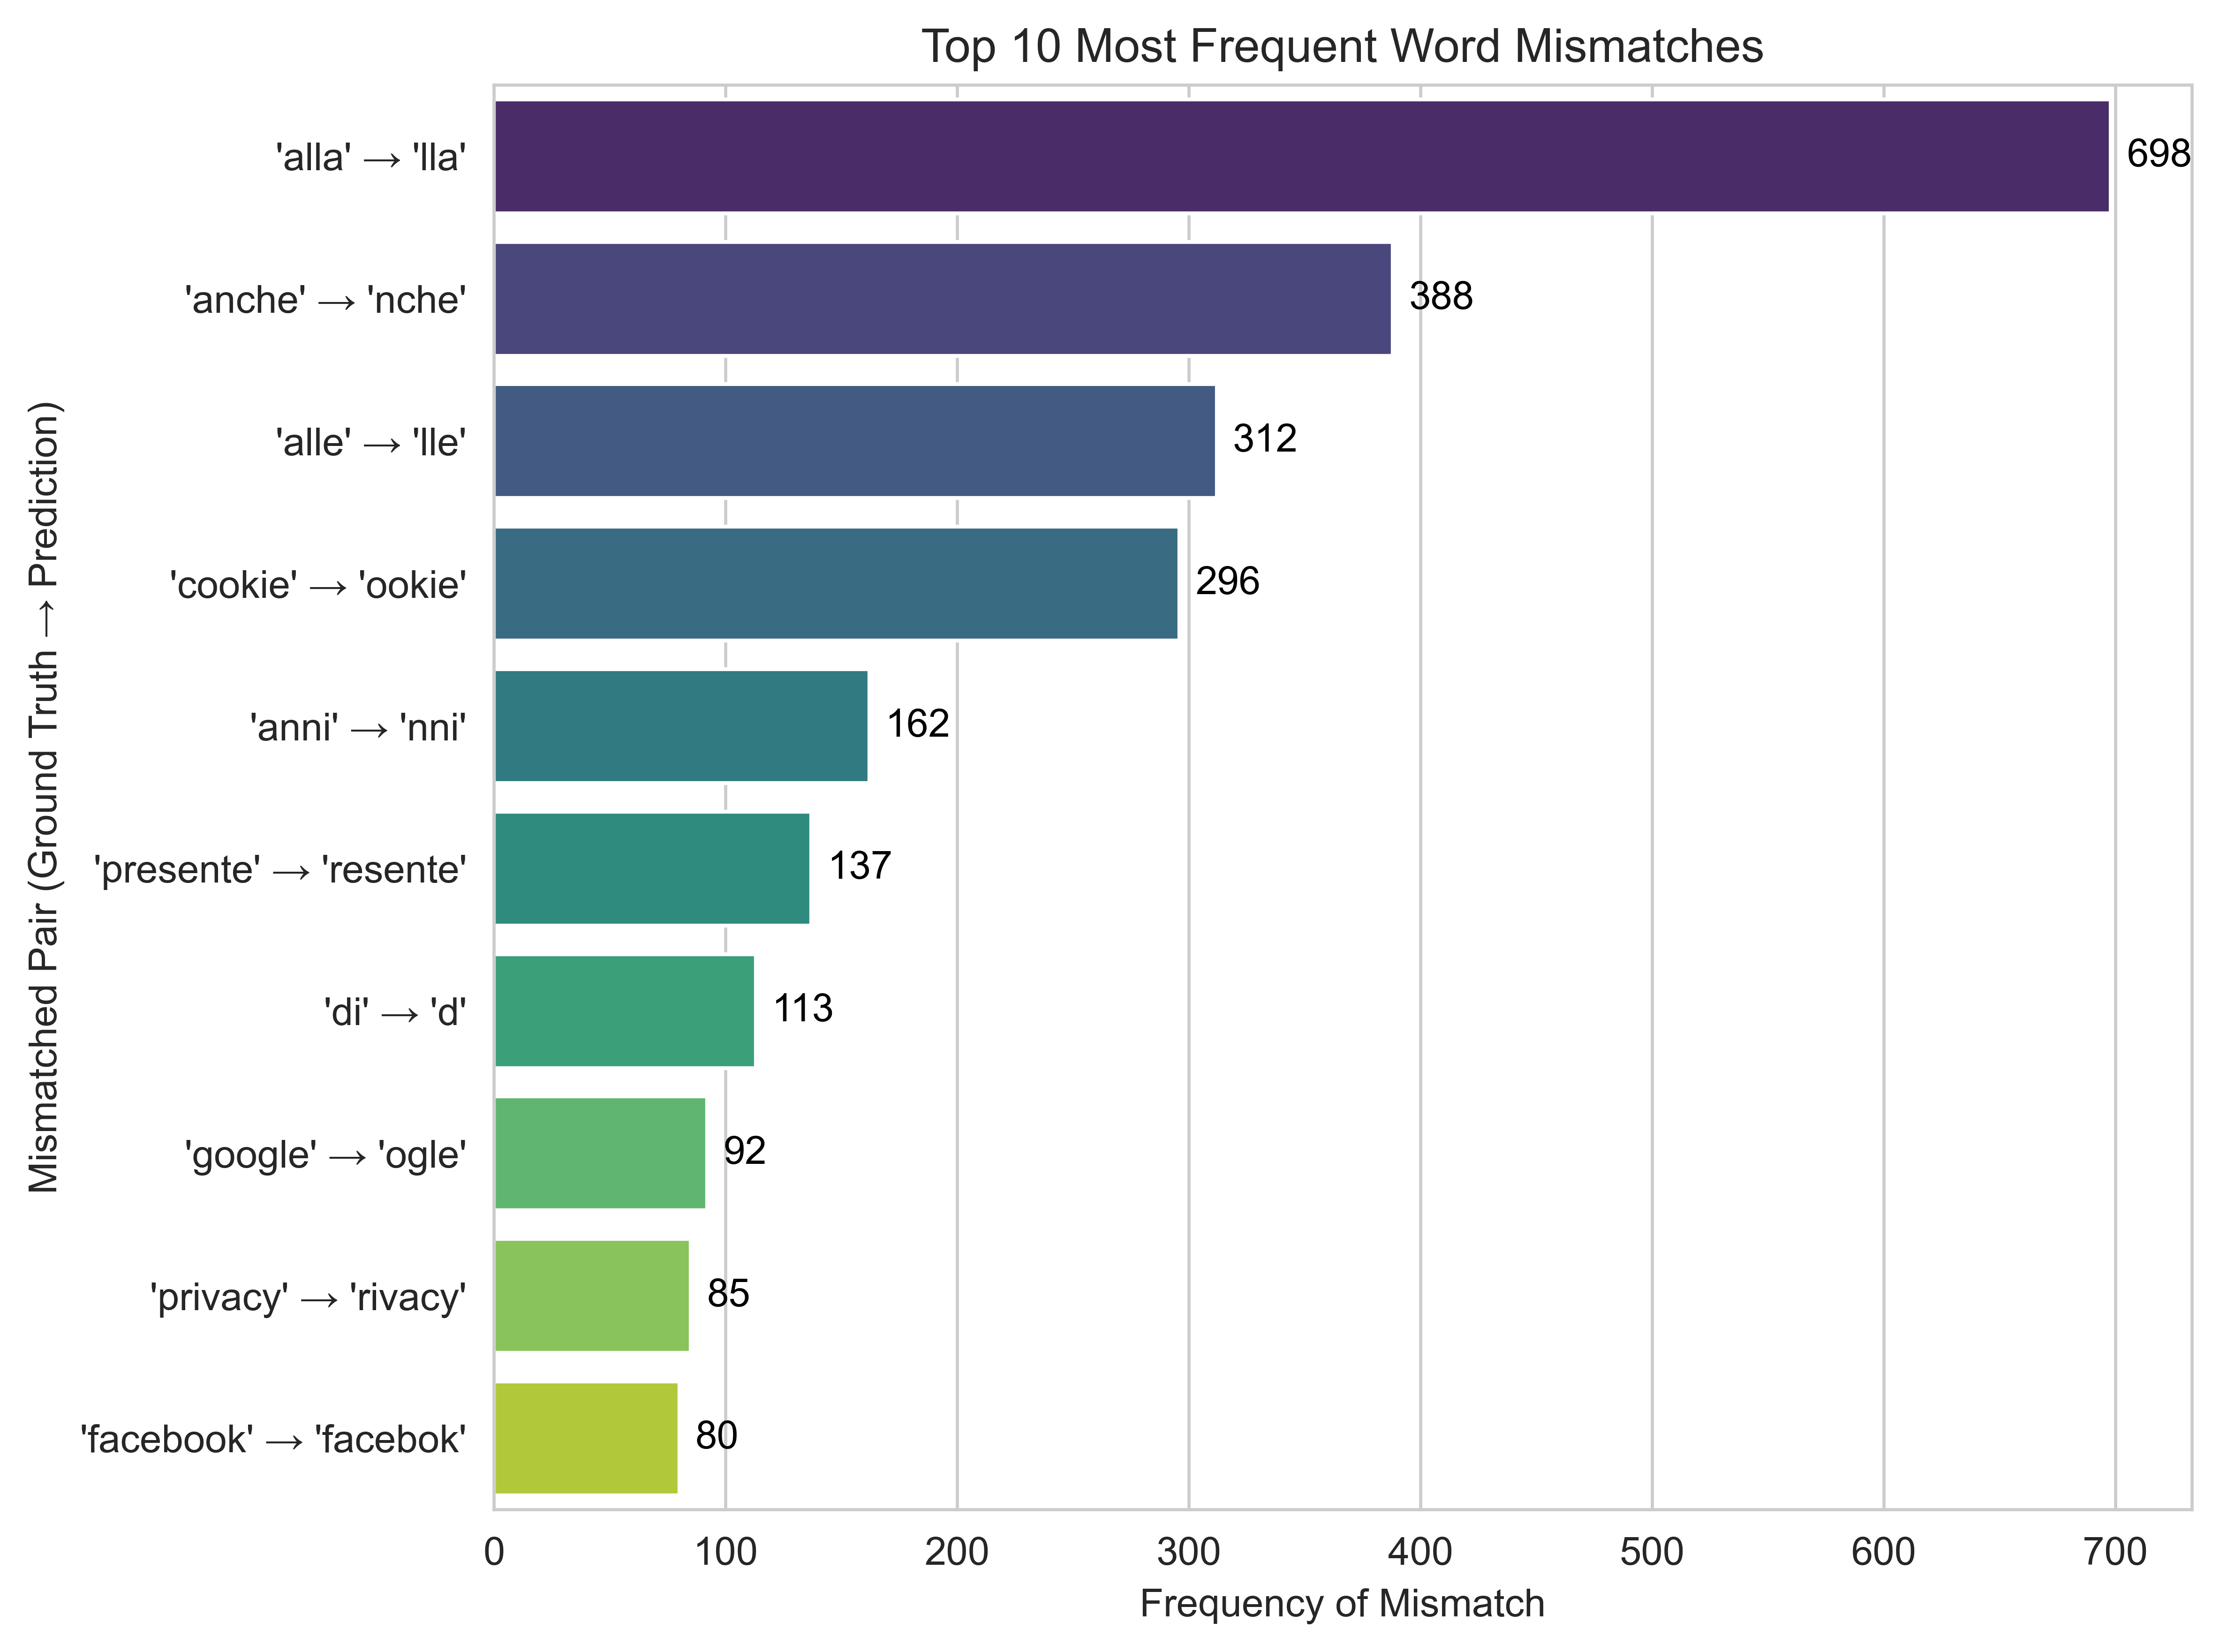 Top 10 Most Frequent Word Mismatches
Mismatched Pair (Ground Truth → Prediction)
'alla' → 'lla' 698
'anche' → 'nche' 388
'alle' → 'lle' 312
'cookie' → 'ookie' 296
'anni' → 'nni' 162
'presente' → 'resente' 137
'di' → 'd' 113
'google' → 'ogle' 92
'privacy' → 'rivacy' 85
'facebook' → 'facebok' 80
0 100 200 300 400 500 600 700
Frequency of Mismatch